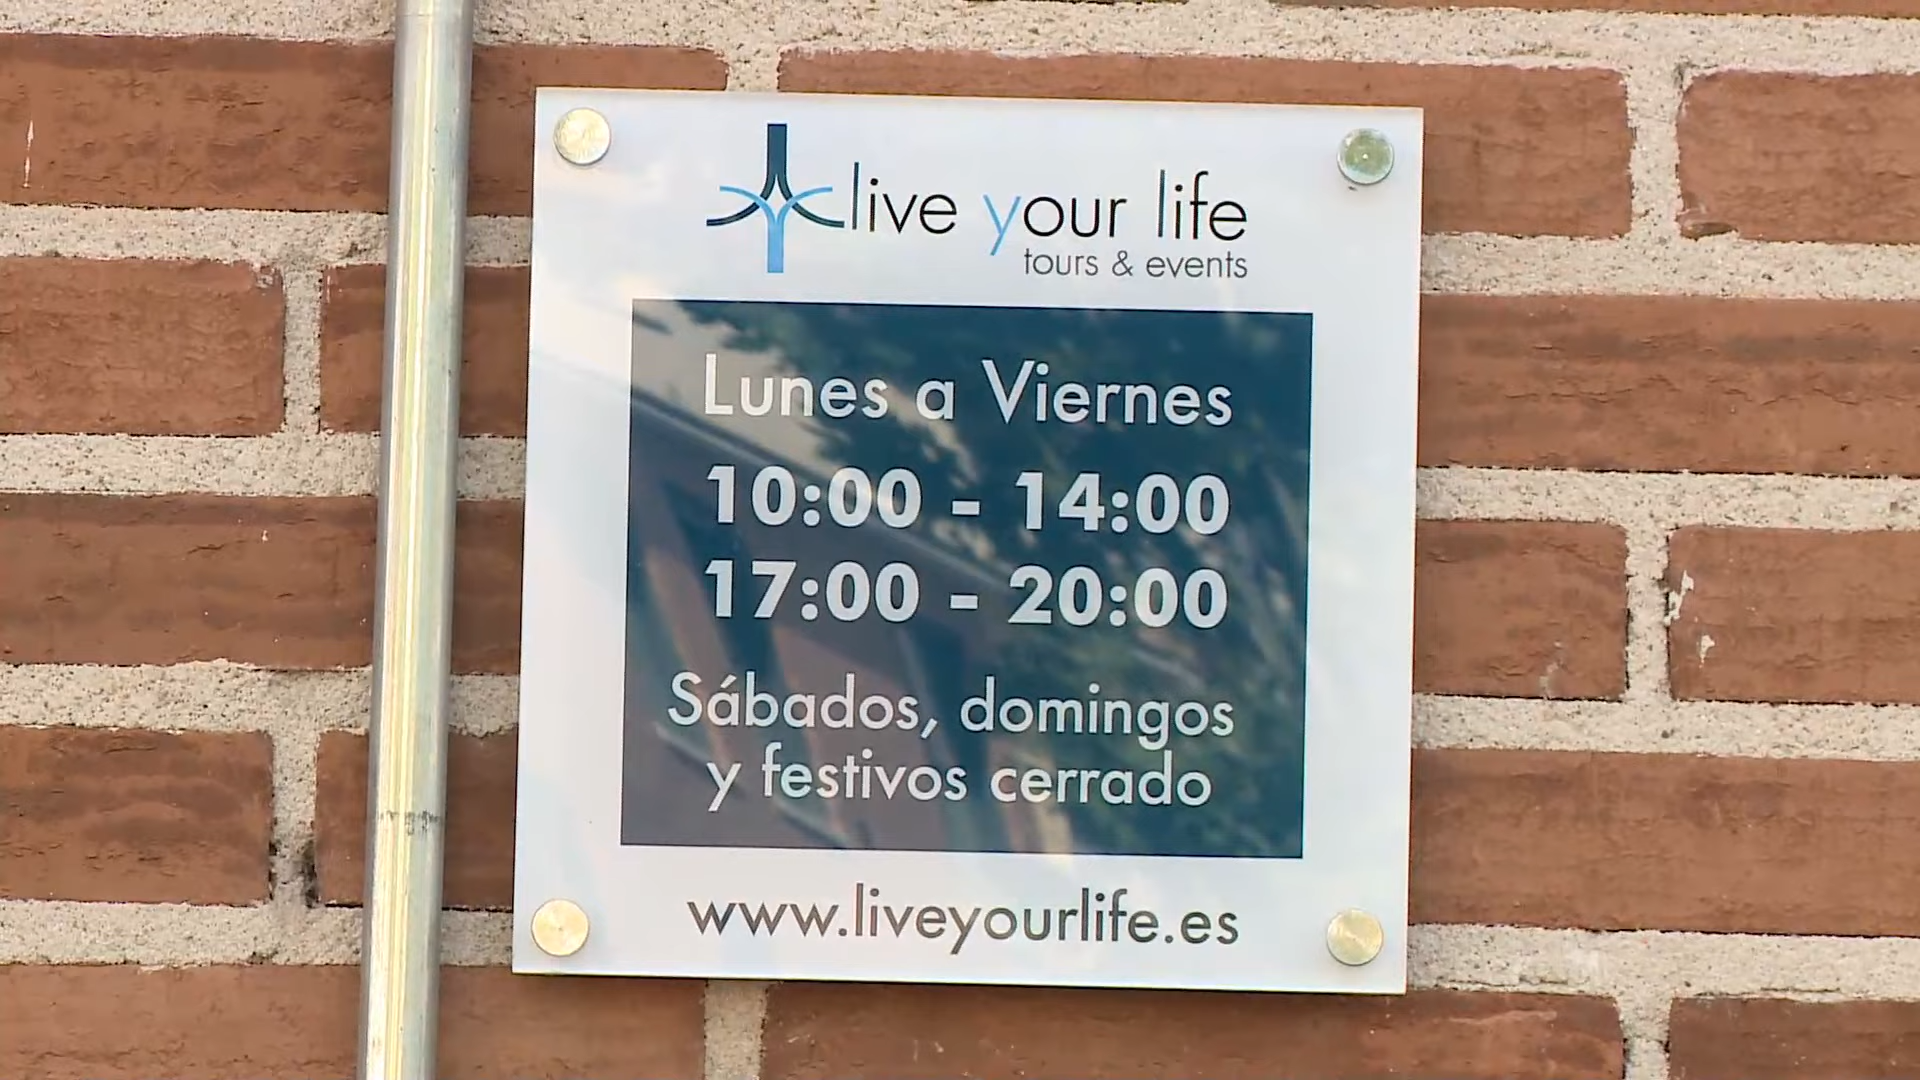 live your life
tours & events
Lunes a Viernes
10:00 - 14:00
17:00 - 20:00
Sábados, domingos
y festivos cerrado
www.liveyourlife.es